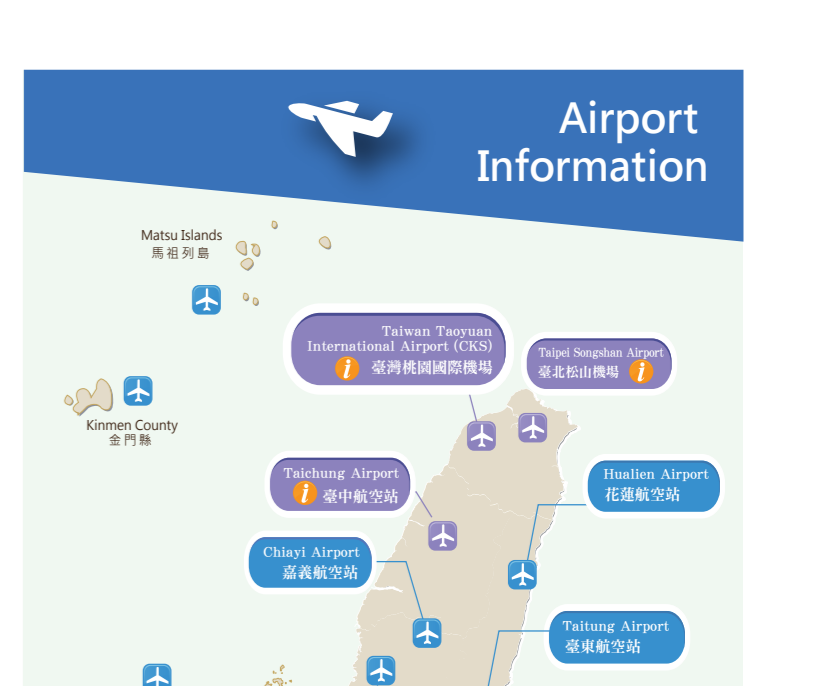 Airport
Information
Matsu Islands
馬祖列島
Taiwan Taoyuan
International Airport (CKS)
i 臺灣桃園國際機場
Taipei Songshan Airport
臺北松山機場 i
Kinmen County
金門縣
Taichung Airport
i 臺中航空站
Hualien Airport
花蓮航空站
Chiayi Airport
嘉義航空站
Taitung Airport
臺東航空站